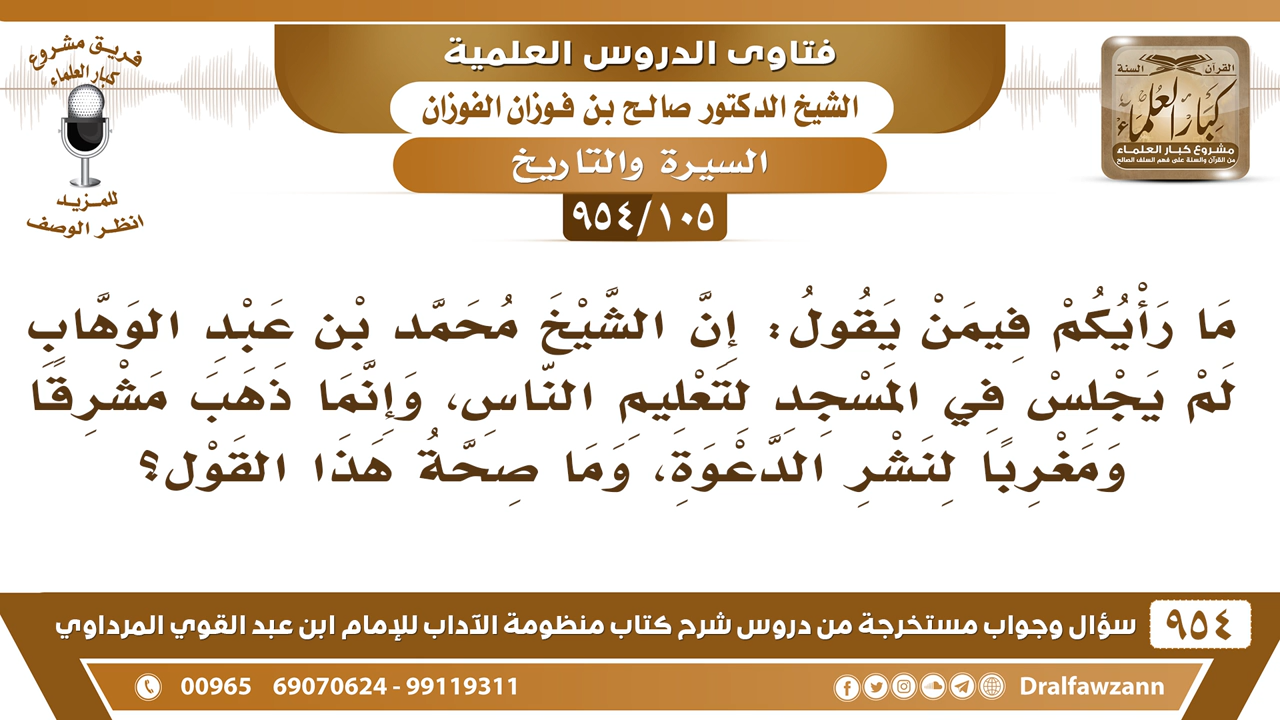 فتاوى الدروس العلمية
الشيخ الدكتور صالح بن فوزان الفوزان
السيرة والتاريخ
١٠٥/٩٥٤
القرآن السنة
كبار العلماء
مشروع كبار العلماء
من القرآن والسنة على فهم السلف الصالح
فريق مشروع
كبار العلماء
للمزيد
انظر الوصف
مَا رَأْيُكُمْ فِيمَنْ يَقُولُ: إِنَّ الشَّيْخَ مُحَمَّد بْن عَبْدِ الوَهَّابِ
لَمْ يَجْلِسْ فِي المَسْجِدِ لتَعْلِيمِ النَّاسِ، وَإِنَّمَا ذَهَبَ مَشْرِقًا
وَمَغْرِبًا لِنَشْرِ الدَّعْوَةِ، وَمَا صِحَّةُ هَذَا القَوْل؟
٩٥٤ سؤال وجواب مستخرجة من دروس شرح كتاب منظومة الآداب للإمام ابن عبد القوي المرداوي
00965 69070624 - 99119311
Dralfawzann